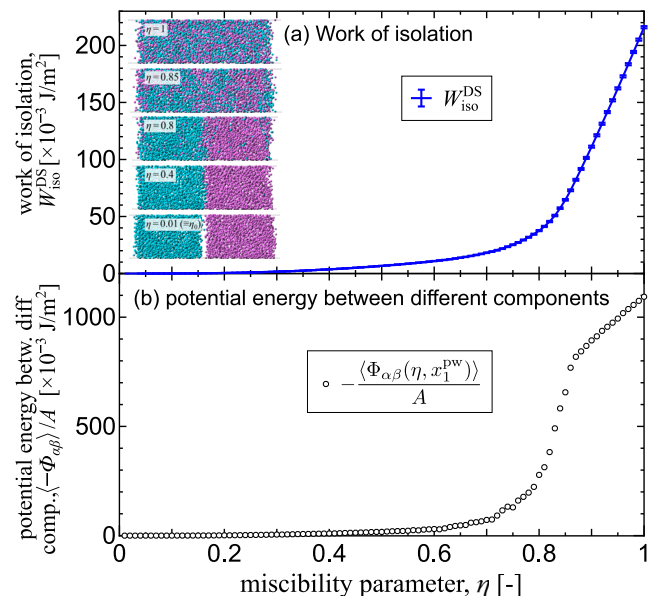 (a) Work of isolation
work of isolation,
W_iso^DS [×10⁻³ J/m²]
200
150
100
50
0
η = 1
η = 0.85
η = 0.8
η = 0.4
η = 0.01 (≡η₀)
W_iso^DS
(b) potential energy between different components
potential energy betw. diff
comp., ⟨−Φ_αβ⟩/A [×10⁻³ J/m²]
1000
500
0
−⟨Φ_αβ(η, x₁^pw)⟩/A
0 0.2 0.4 0.6 0.8 1
miscibility parameter, η [-]